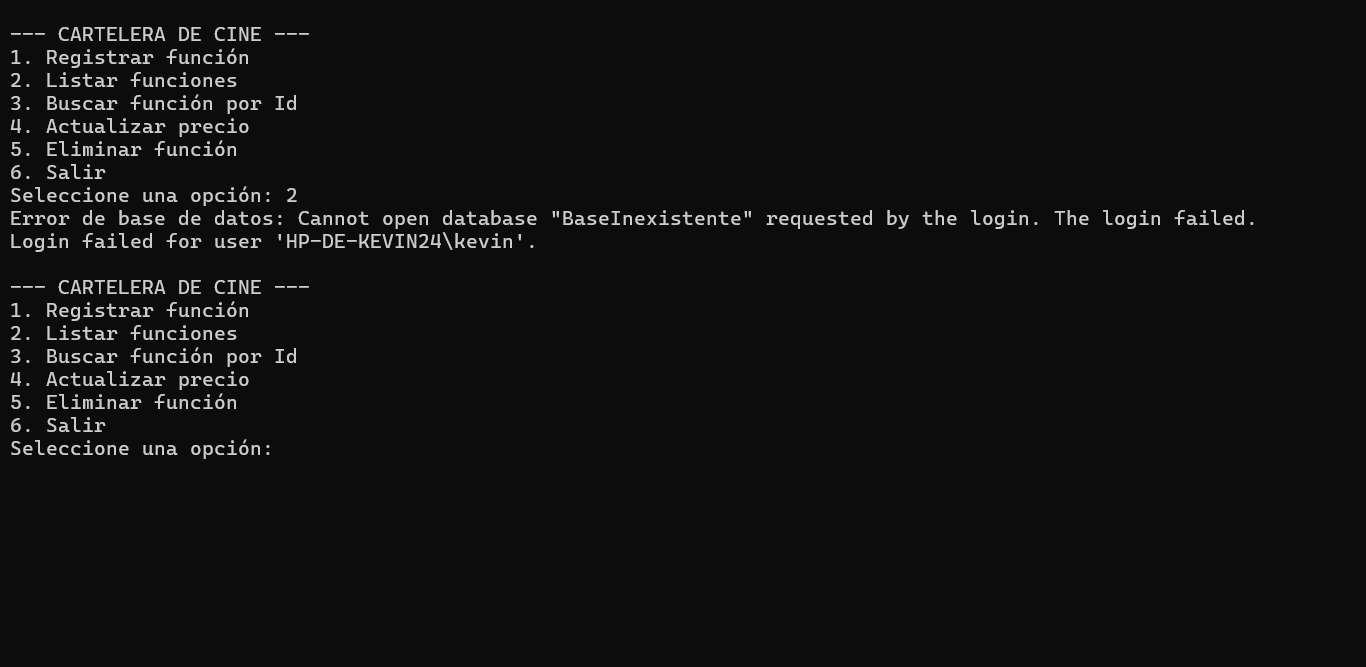 --- CARTELERA DE CINE ---
1. Registrar función
2. Listar funciones
3. Buscar función por Id
4. Actualizar precio
5. Eliminar función
6. Salir
Seleccione una opción: 2
Error de base de datos: Cannot open database "BaseInexistente" requested by the login. The login failed.
Login failed for user 'HP-DE-KEVIN24\kevin'.
--- CARTELERA DE CINE ---
1. Registrar función
2. Listar funciones
3. Buscar función por Id
4. Actualizar precio
5. Eliminar función
6. Salir
Seleccione una opción: